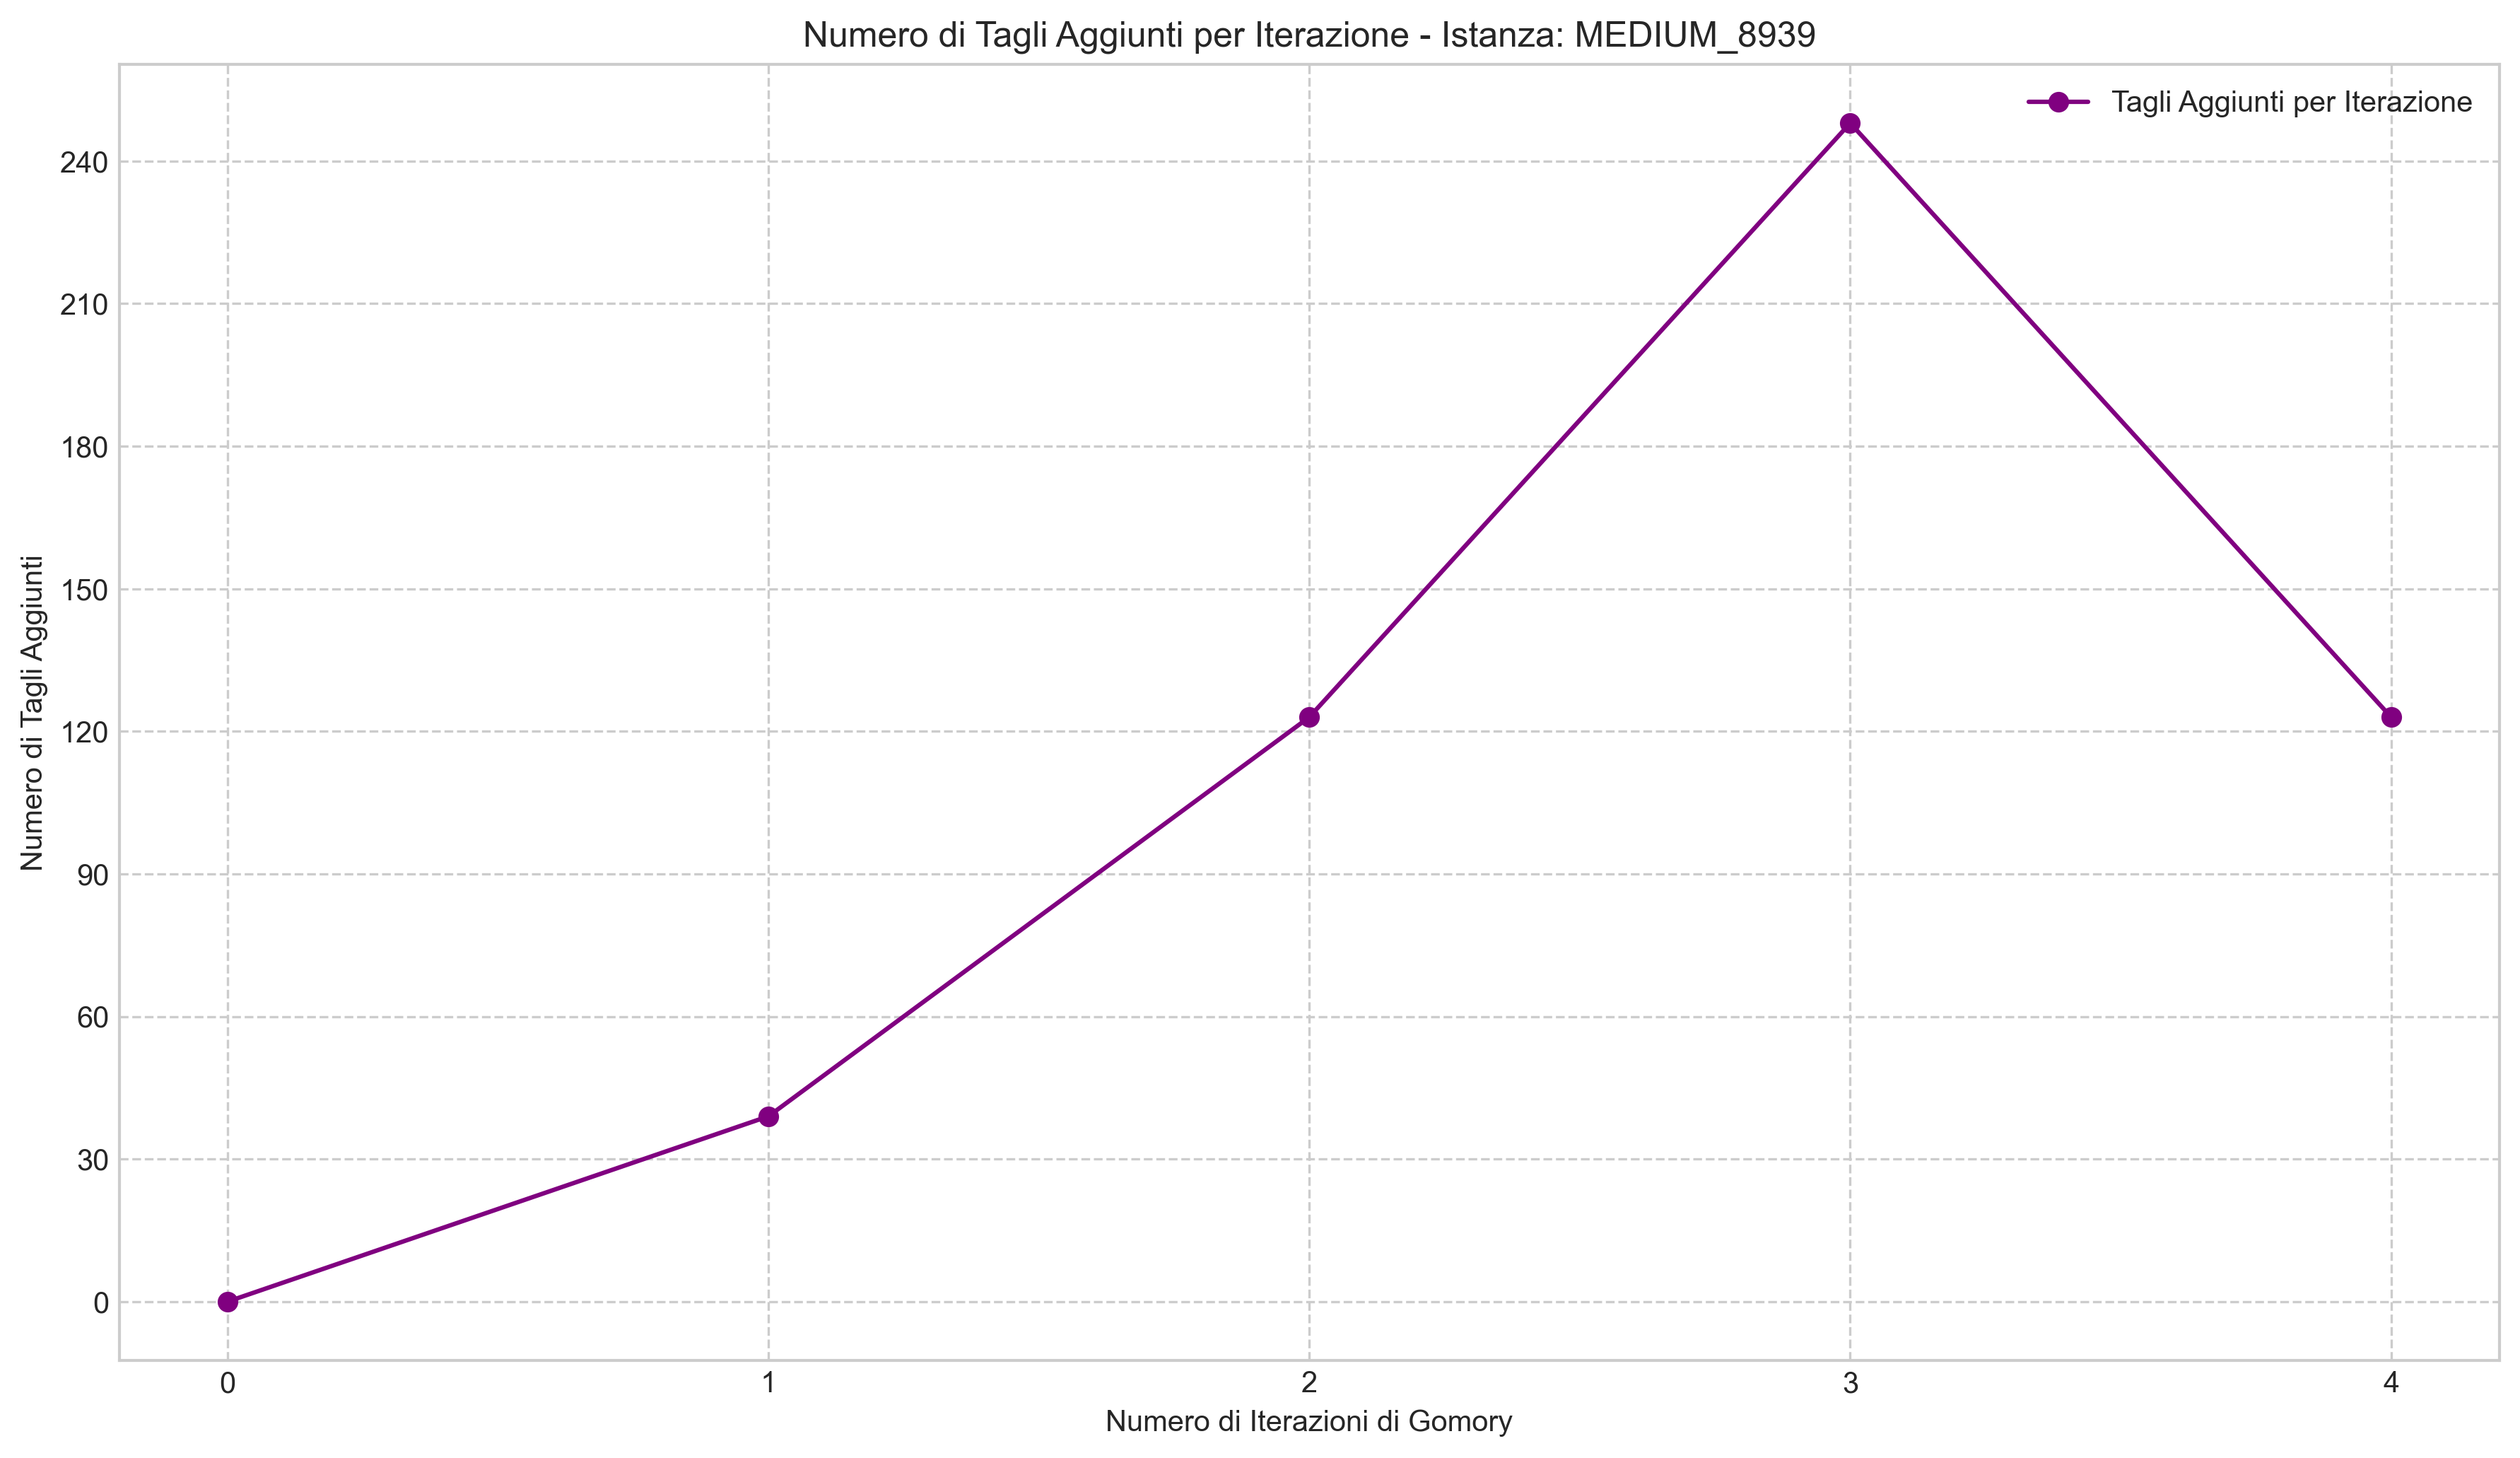 Numero di Tagli Aggiunti per Iterazione - Istanza: MEDIUM_8939
Tagli Aggiunti per Iterazione
Numero di Tagli Aggiunti
240
210
180
150
120
90
60
30
0
0 1 2 3 4
Numero di Iterazioni di Gomory